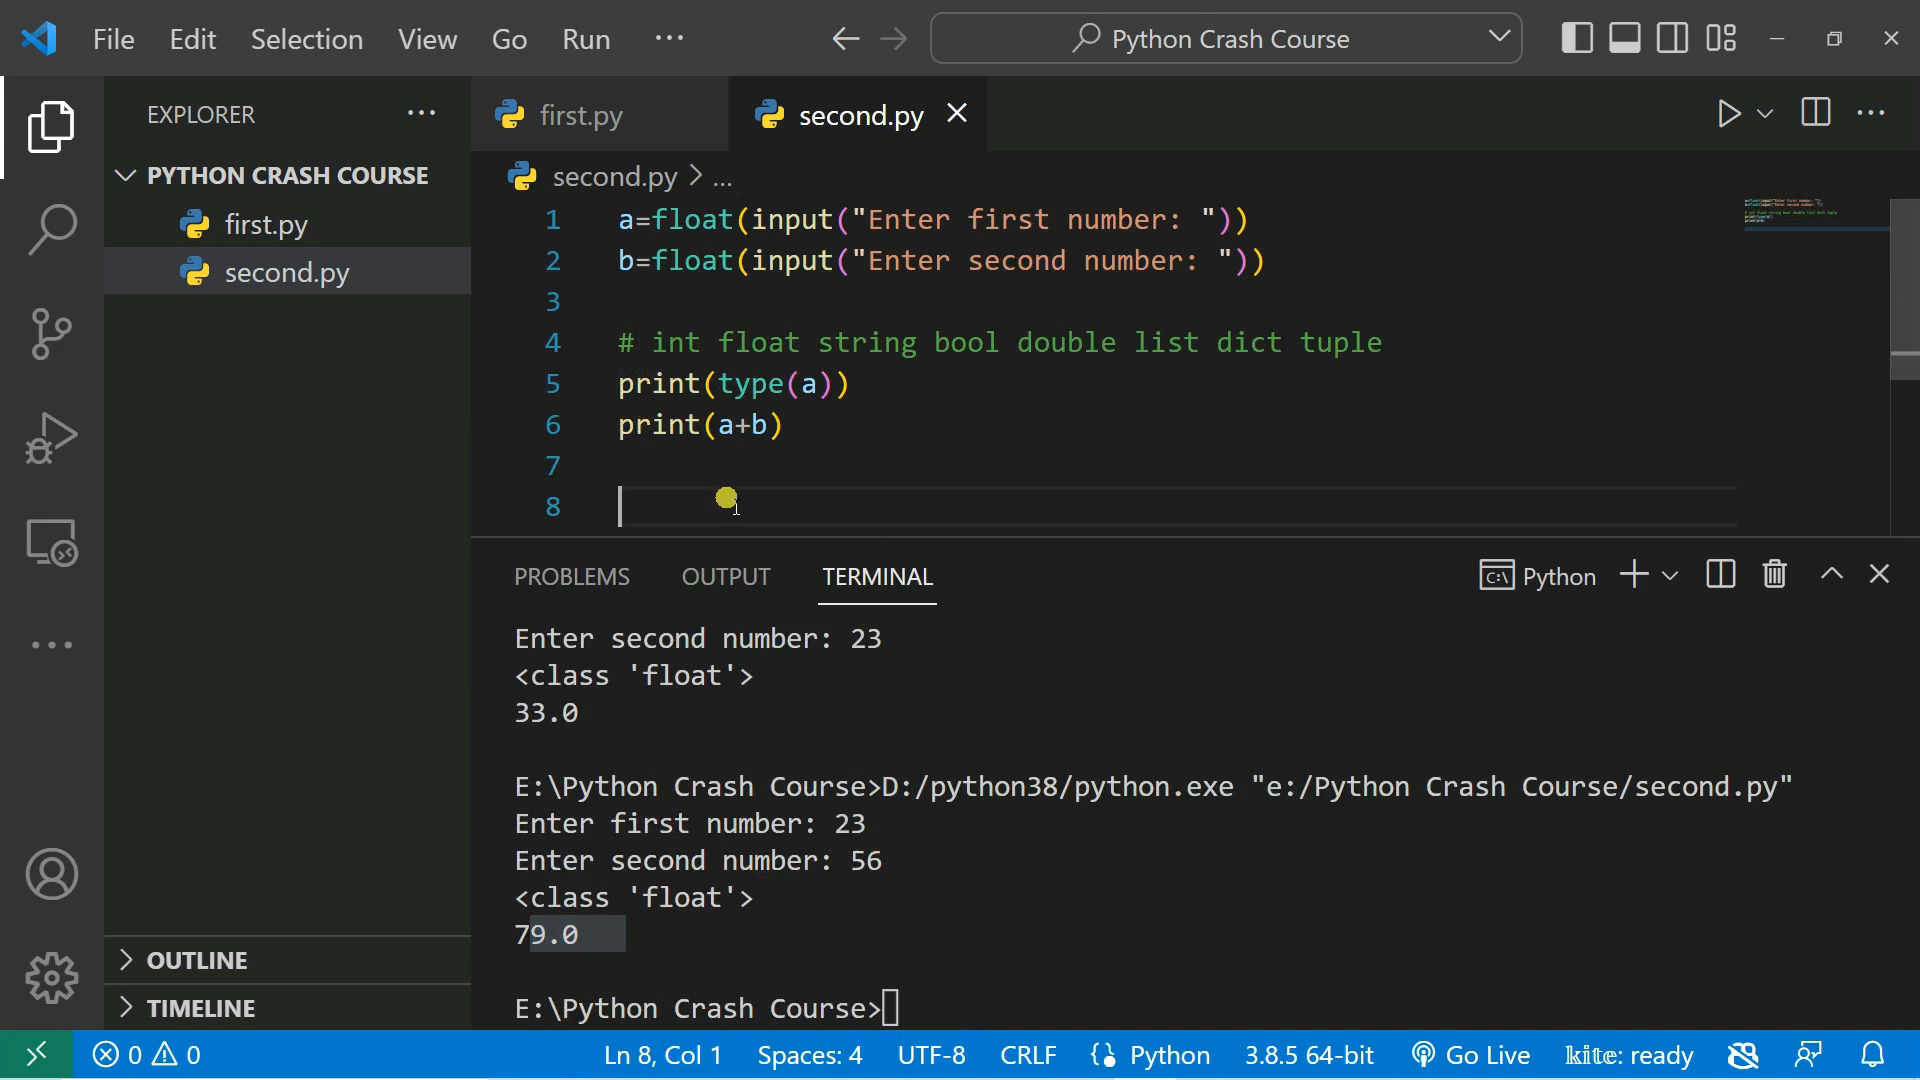 File Edit Selection View Go Run ... Python Crash Course
EXPLORER ...
first.py second.py
PYTHON CRASH COURSE
first.py
second.py
second.py > ...
1 a=float(input("Enter first number: "))
2 b=float(input("Enter second number: "))
3
4 # int float string bool double list dict tuple
5 print(type(a))
6 print(a+b)
7
8
PROBLEMS OUTPUT TERMINAL Python
Enter second number: 23
<class 'float'>
33.0
E:\Python Crash Course>D:/python38/python.exe "e:/Python Crash Course/second.py"
Enter first number: 23
Enter second number: 56
<class 'float'>
79.0
E:\Python Crash Course>
OUTLINE
TIMELINE
0 0 Ln 8, Col 1 Spaces: 4 UTF-8 CRLF Python 3.8.5 64-bit Go Live kite: ready